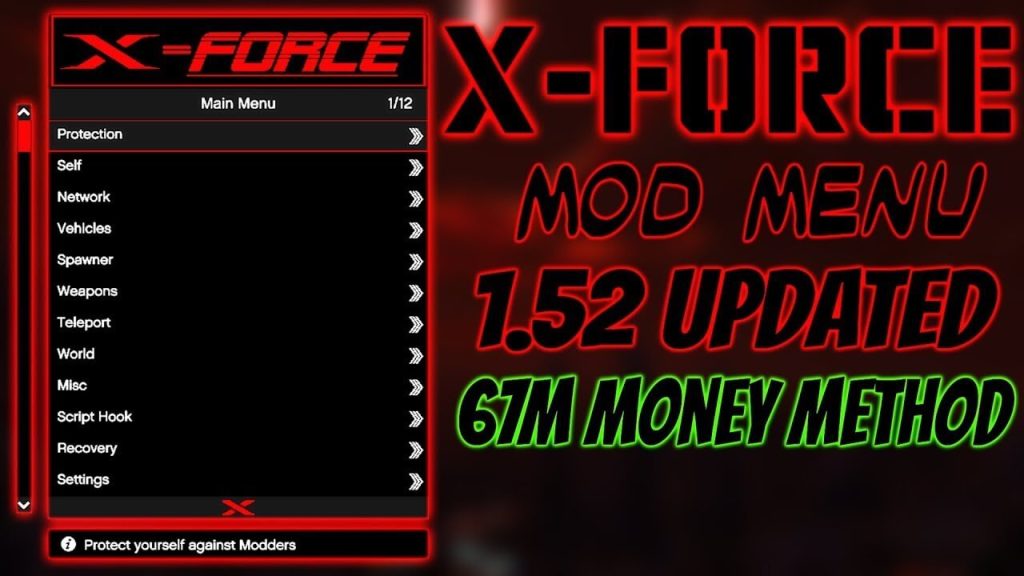 X-FORCE
Main Menu 1/12
Protection
Self
Network
Vehicles
Spawner
Weapons
Teleport
World
Misc
Script Hook
Recovery
Settings
X
Protect yourself against Modders
X-FORCE
MOD MENU
1.52 UPDATED
67M MONEY METHOD